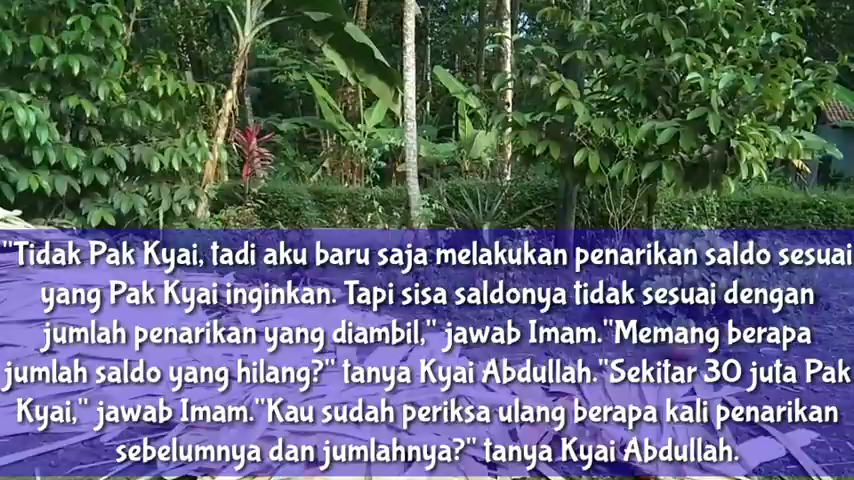 "Tidak Pak Kyai, tadi aku baru saja melakukan penarikan saldo sesuai
yang Pak Kyai inginkan. Tapi sisa saldonya tidak sesuai dengan
jumlah penarikan yang diambil," jawab Imam."Memang berapa
jumlah saldo yang hilang?" tanya Kyai Abdullah."Sekitar 30 juta Pak
Kyai," jawab Imam."Kau sudah periksa ulang berapa kali penarikan
sebelumnya dan jumlahnya?" tanya Kyai Abdullah.